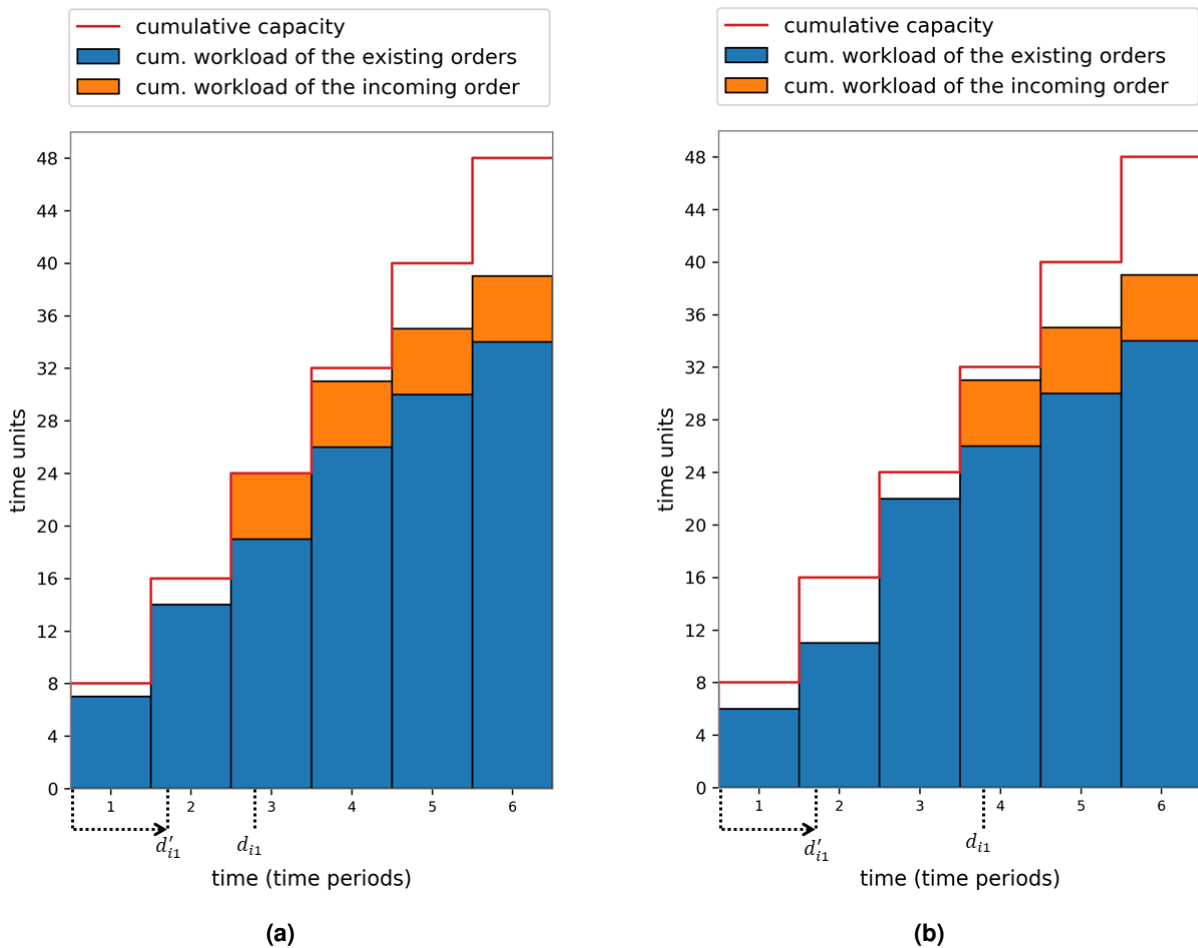 cumulative capacity
cum. workload of the existing orders
cum. workload of the incoming order
48
44
40
36
32
28
24
20
16
12
8
4
0
time units
1 2 3 4 5 6
d′i1 di1
time (time periods)
(a)
cumulative capacity
cum. workload of the existing orders
cum. workload of the incoming order
48
44
40
36
32
28
24
20
16
12
8
4
0
time units
1 2 3 4 5 6
d′i1 di1
time (time periods)
(b)